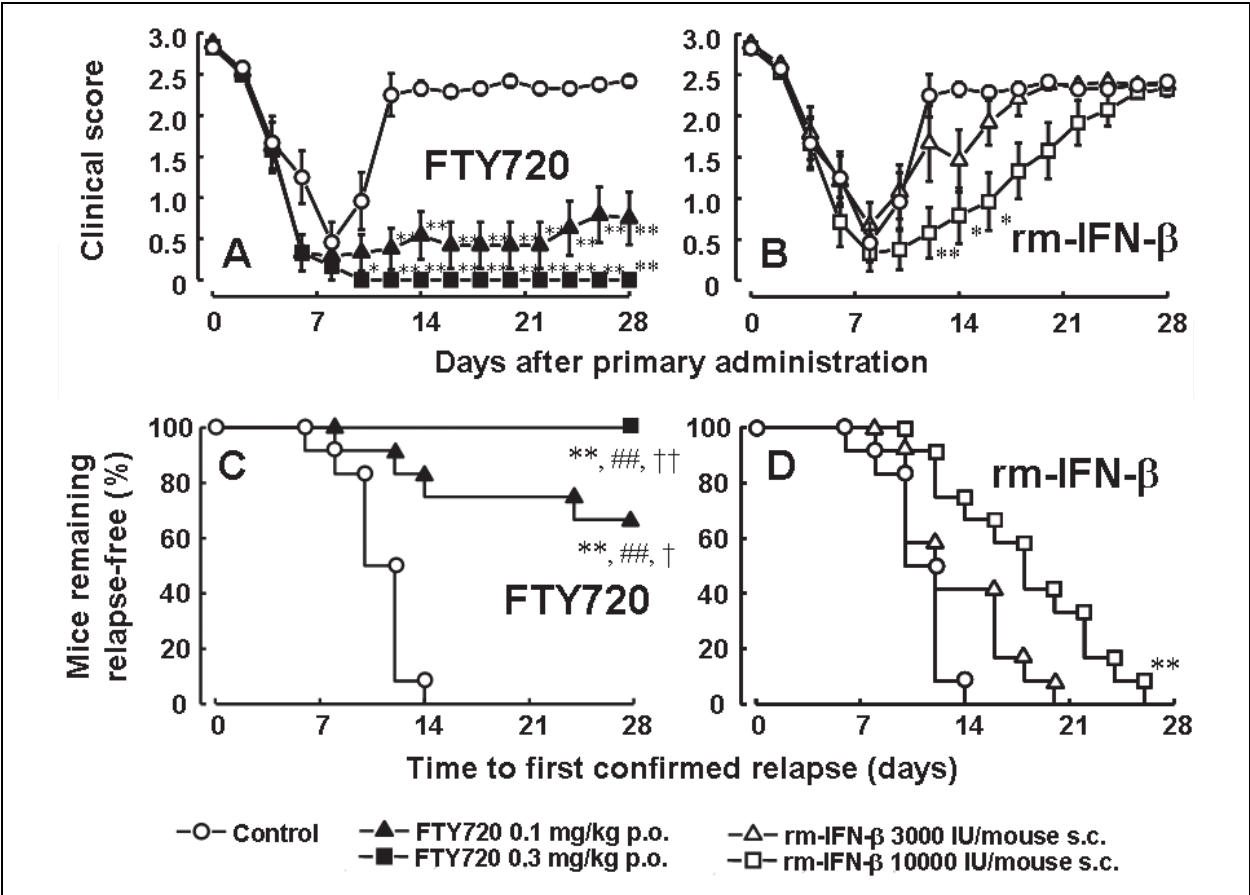 3.0
2.5
2.0
1.5
1.0
0.5
0
Clinical score
FTY720
A
* ** ** ** ** ** ** ** ** **
** ** ** ** ** ** ** ** **
0 7 14 21 28
3.0
2.5
2.0
1.5
1.0
0.5
0
B
rm-IFN-β
** * *
0 7 14 21 28
Days after primary administration
100
80
60
40
20
0
Mice remaining
relapse-free (%)
C
**, ##, ††
**, ##, †
FTY720
0 7 14 21 28
100
80
60
40
20
0
D
rm-IFN-β
**
0 7 14 21 28
Time to first confirmed relapse (days)
Control
FTY720 0.1 mg/kg p.o.
FTY720 0.3 mg/kg p.o.
rm-IFN-β 3000 IU/mouse s.c.
rm-IFN-β 10000 IU/mouse s.c.